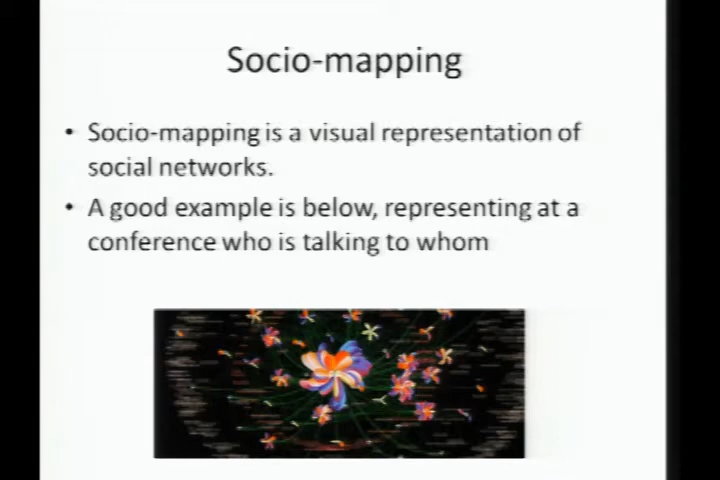 Socio-mapping
• Socio-mapping is a visual representation of
social networks.
• A good example is below, representing at a
conference who is talking to whom